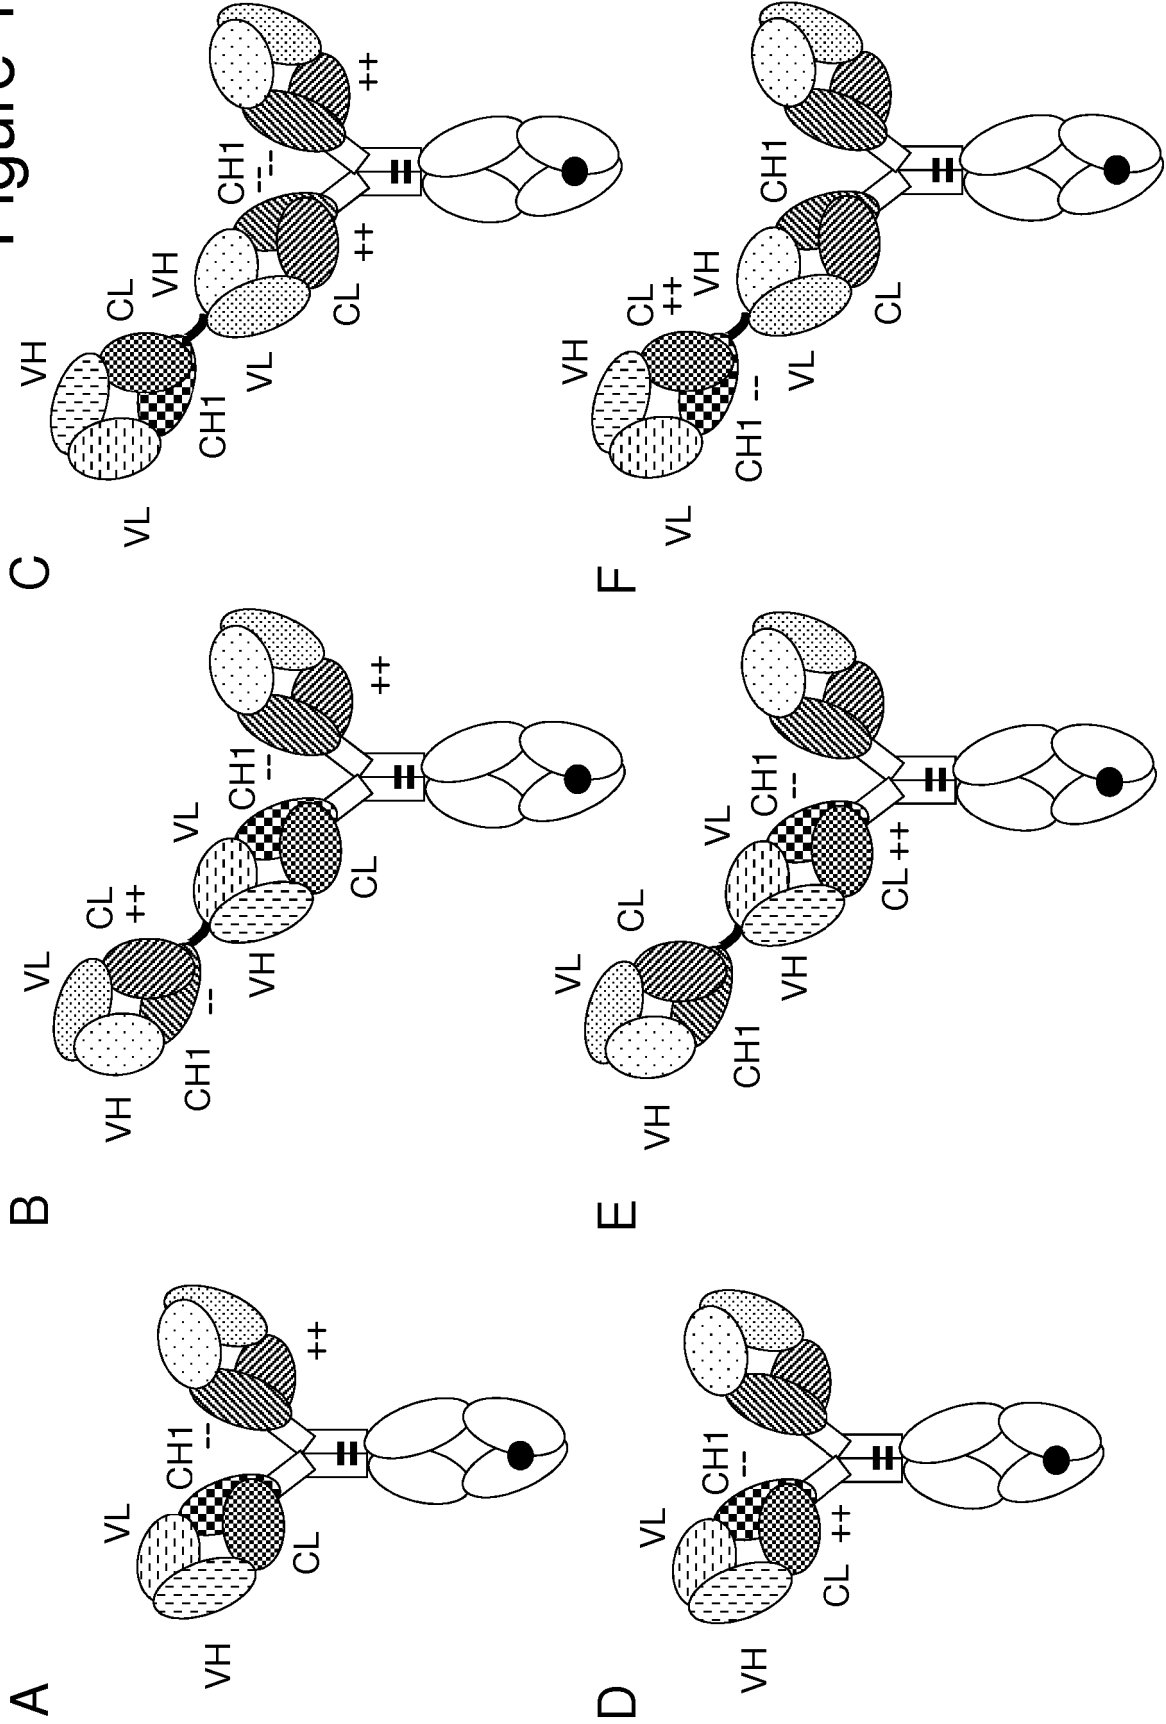 Figure
A
VL
VH
CH1
--
CL
++
B
VL
CL
++
VH
CH1
--
VL
VH
CH1
--
CL
++
C
VH
CL
VL
CH1
VH
VL
CH1
--
--
CL
++
++
D
VL
VH
CH1
--
CL ++
E
VL
CL
VH
CH1
VL
VH
CH1
--
CL ++
F
VH
CL
++
VL
CH1 --
VH
VL
CH1
CL